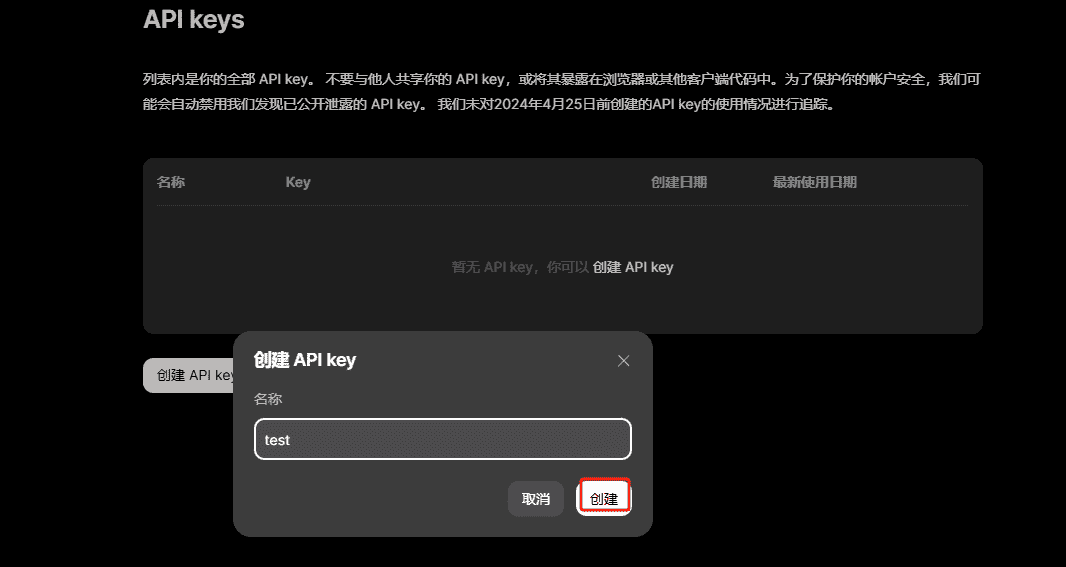 API keys
列表内是你的全部 API key。 不要与他人共享你的 API key，或将其暴露在浏览器或其他客户端代码中。为了保护你的帐户安全，我们可
能会自动禁用我们发现已公开泄露的 API key。 我们未对2024年4月25日前创建的API key的使用情况进行追踪。
名称 Key 创建日期 最新使用日期
暂无 API key，你可以 创建 API key
创建 API key
创建 API key
名称
test
取消 创建